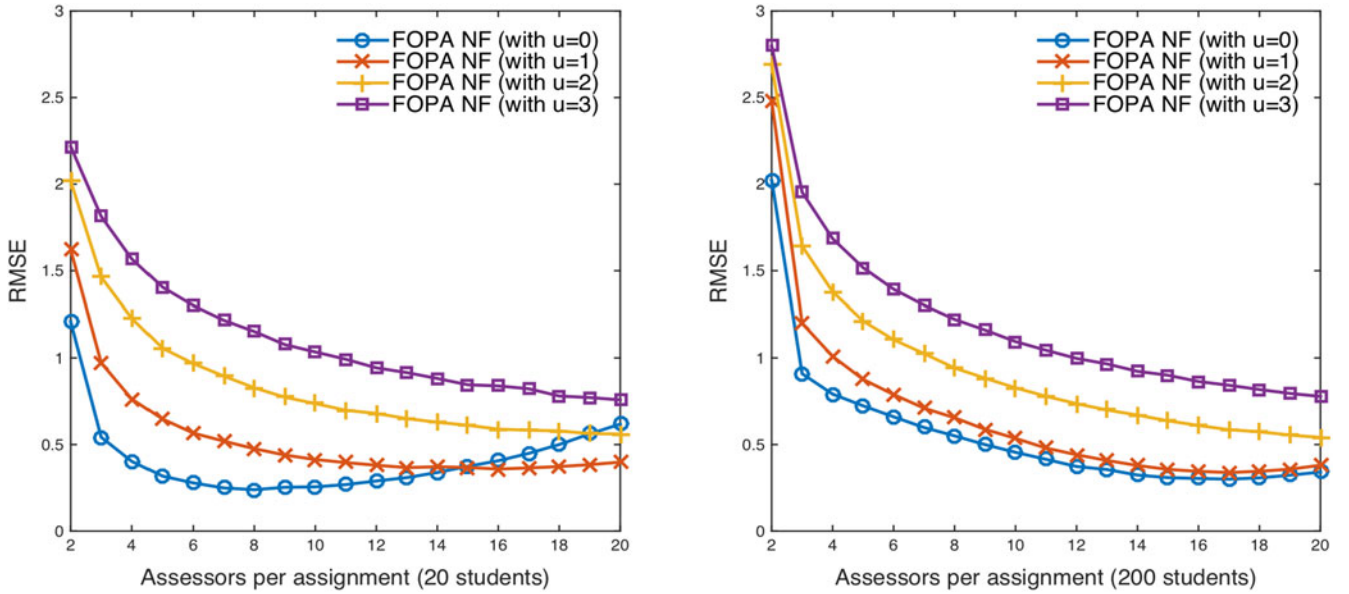 3
2.5
2
1.5
1
0.5
0
RMSE
FOPA NF (with u=0)
FOPA NF (with u=1)
FOPA NF (with u=2)
FOPA NF (with u=3)
2 4 6 8 10 12 14 16 18 20
Assessors per assignment (20 students)
3
2.5
2
1.5
1
0.5
0
RMSE
FOPA NF (with u=0)
FOPA NF (with u=1)
FOPA NF (with u=2)
FOPA NF (with u=3)
2 4 6 8 10 12 14 16 18 20
Assessors per assignment (200 students)